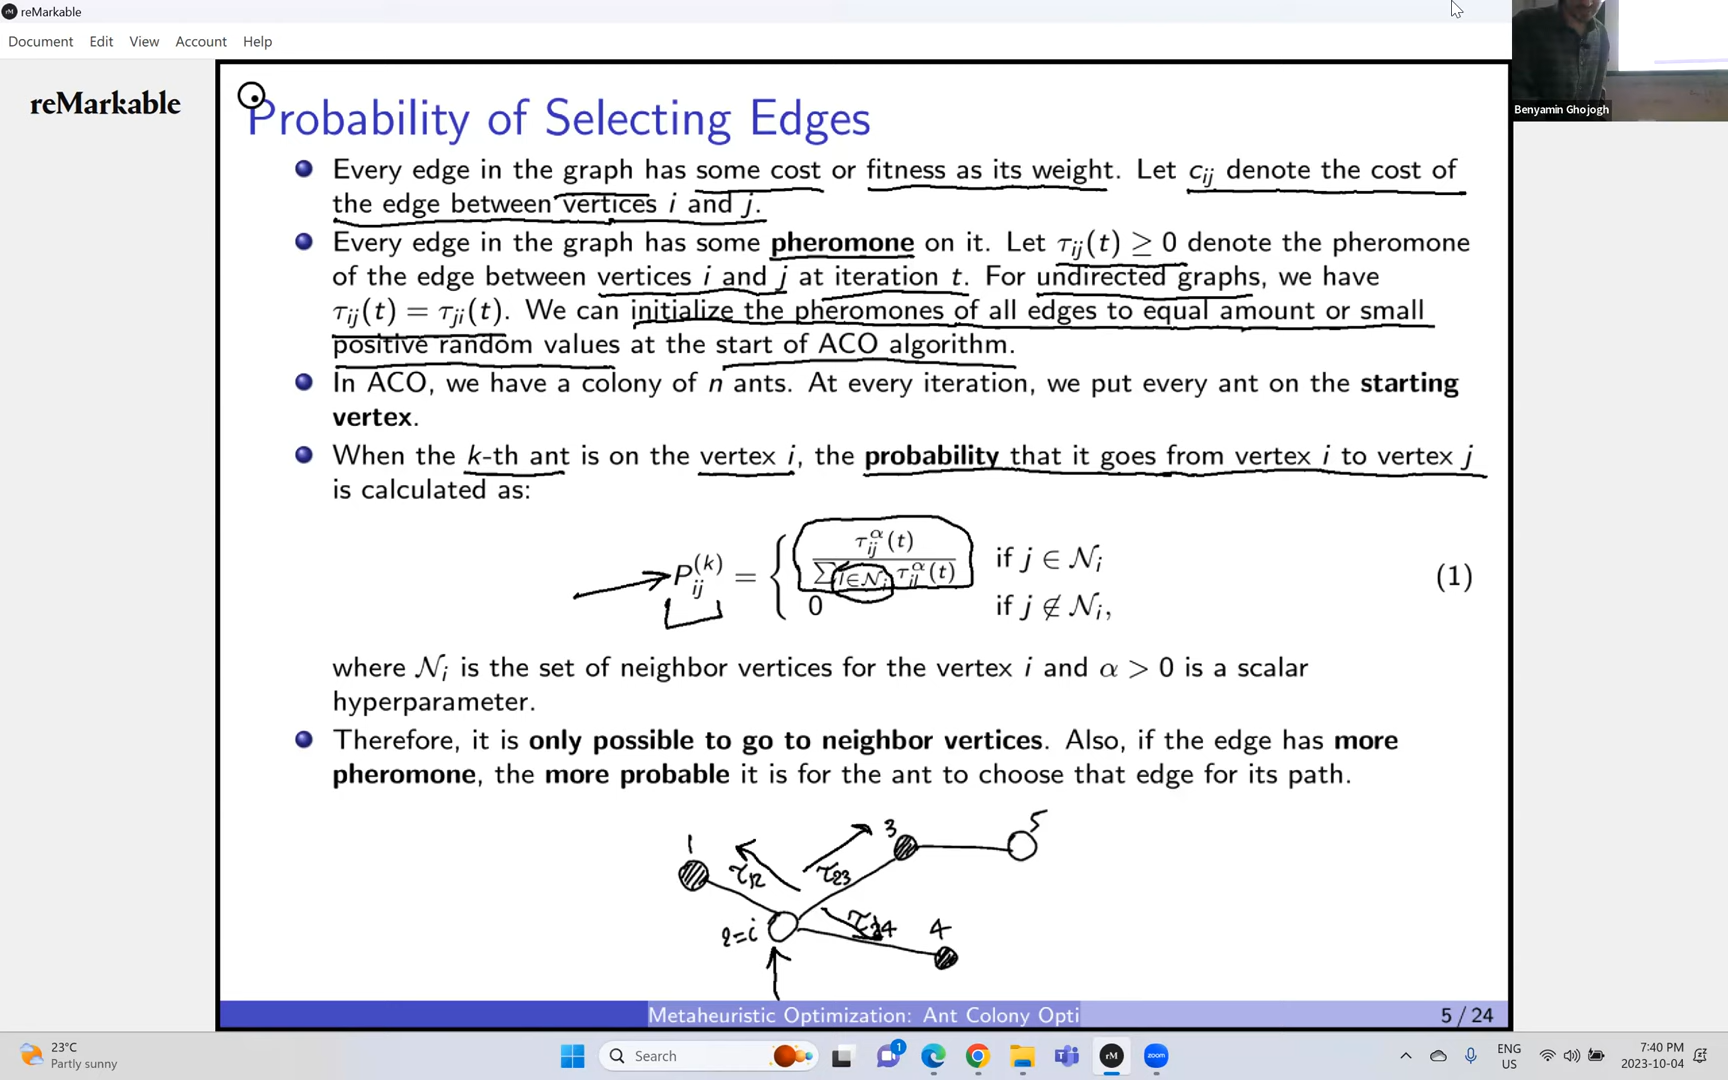 reMarkable
Document Edit View Account Help
reMarkable
Benyamin Ghojogh
Probability of Selecting Edges
Every edge in the graph has some cost or fitness as its weight. Let c_ij denote the cost of
the edge between vertices i and j.
Every edge in the graph has some pheromone on it. Let τ_ij(t) ≥ 0 denote the pheromone
of the edge between vertices i and j at iteration t. For undirected graphs, we have
τ_ij(t) = τ_ji(t). We can initialize the pheromones of all edges to equal amount or small
positive random values at the start of ACO algorithm.
In ACO, we have a colony of n ants. At every iteration, we put every ant on the starting
vertex.
When the k-th ant is on the vertex i, the probability that it goes from vertex i to vertex j
is calculated as:
P_ij^(k) = { τ_ij^α(t) / ∑_{l∈N_i} τ_il^α(t) if j ∈ N_i
0 if j ∉ N_i, (1)
where N_i is the set of neighbor vertices for the vertex i and α > 0 is a scalar
hyperparameter.
Therefore, it is only possible to go to neighbor vertices. Also, if the edge has more
pheromone, the more probable it is for the ant to choose that edge for its path.
1 3 5
τ12 τ23
2=i τ24 4
Metaheuristic Optimization: Ant Colony Opti 5 / 24
23°C
Partly sunny
Search
1
rM
zoom
ENG
US
7:40 PM
2023-10-04